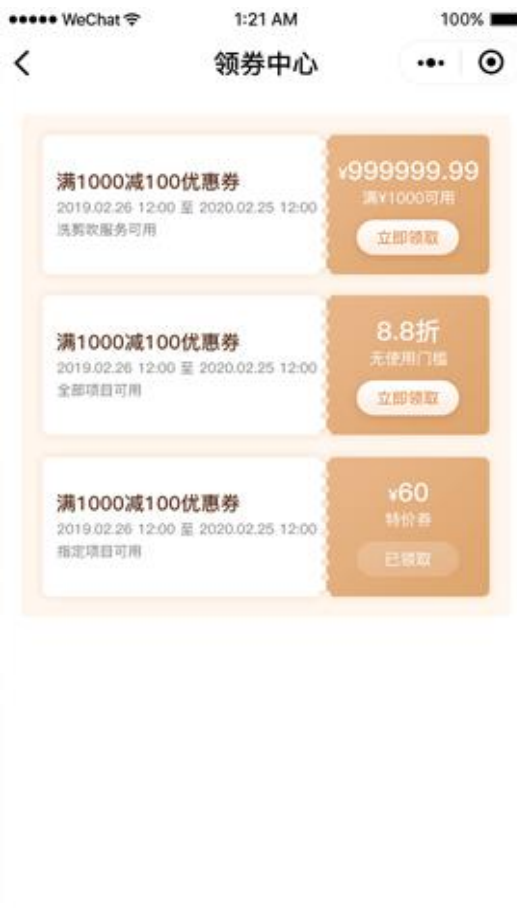 WeChat 1:21 AM 100%
领券中心
满1000减100优惠券
2019.02.26 12:00 至 2020.02.25 12:00
洗剪吹服务可用
¥999999.99
满¥1000可用
立即领取
满1000减100优惠券
2019.02.26 12:00 至 2020.02.25 12:00
全部项目可用
8.8折
无使用门槛
立即领取
满1000减100优惠券
2019.02.26 12:00 至 2020.02.25 12:00
指定项目可用
¥60
特价券
已领取